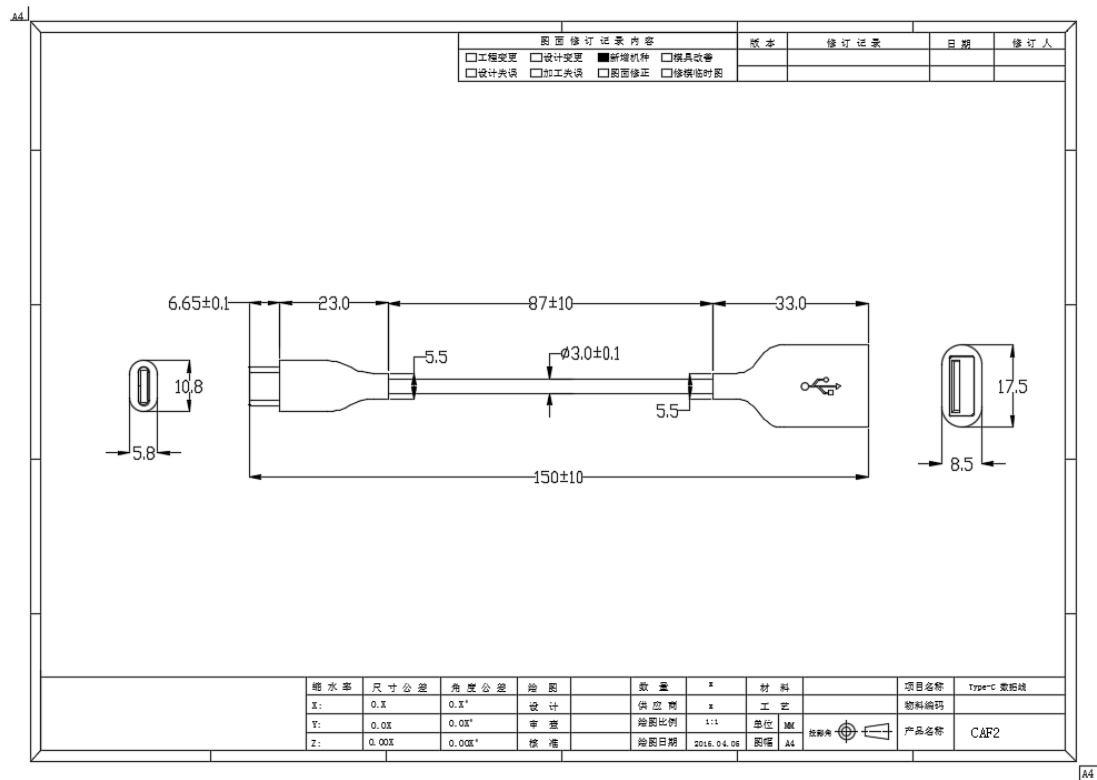 A4
图面修订记录内容 版本 修订记录 日期 修订人
□工程变更 □设计变更 ■新增机种 □模具改善
□设计失误 □加工失误 □图面修正 □修模临时图
6.65±0.1 23.0 87±10 33.0
5.5 ø3.0±0.1
10.8 17.5
5.5
5.8 8.5
150±10
缩水率 尺寸公差 角度公差 绘图 数量 x 材料 项目名称 Type-C 数据线
X: 0.X 0.X° 设计 供应商 x 工艺 物料编码
Y: 0.0X 0.0X° 审查 绘图比例 1:1 单位 MM 投影角 产品名称 CAF2
Z: 0.00X 0.00X° 核准 绘图日期 2016.04.06 图幅 A4
A4